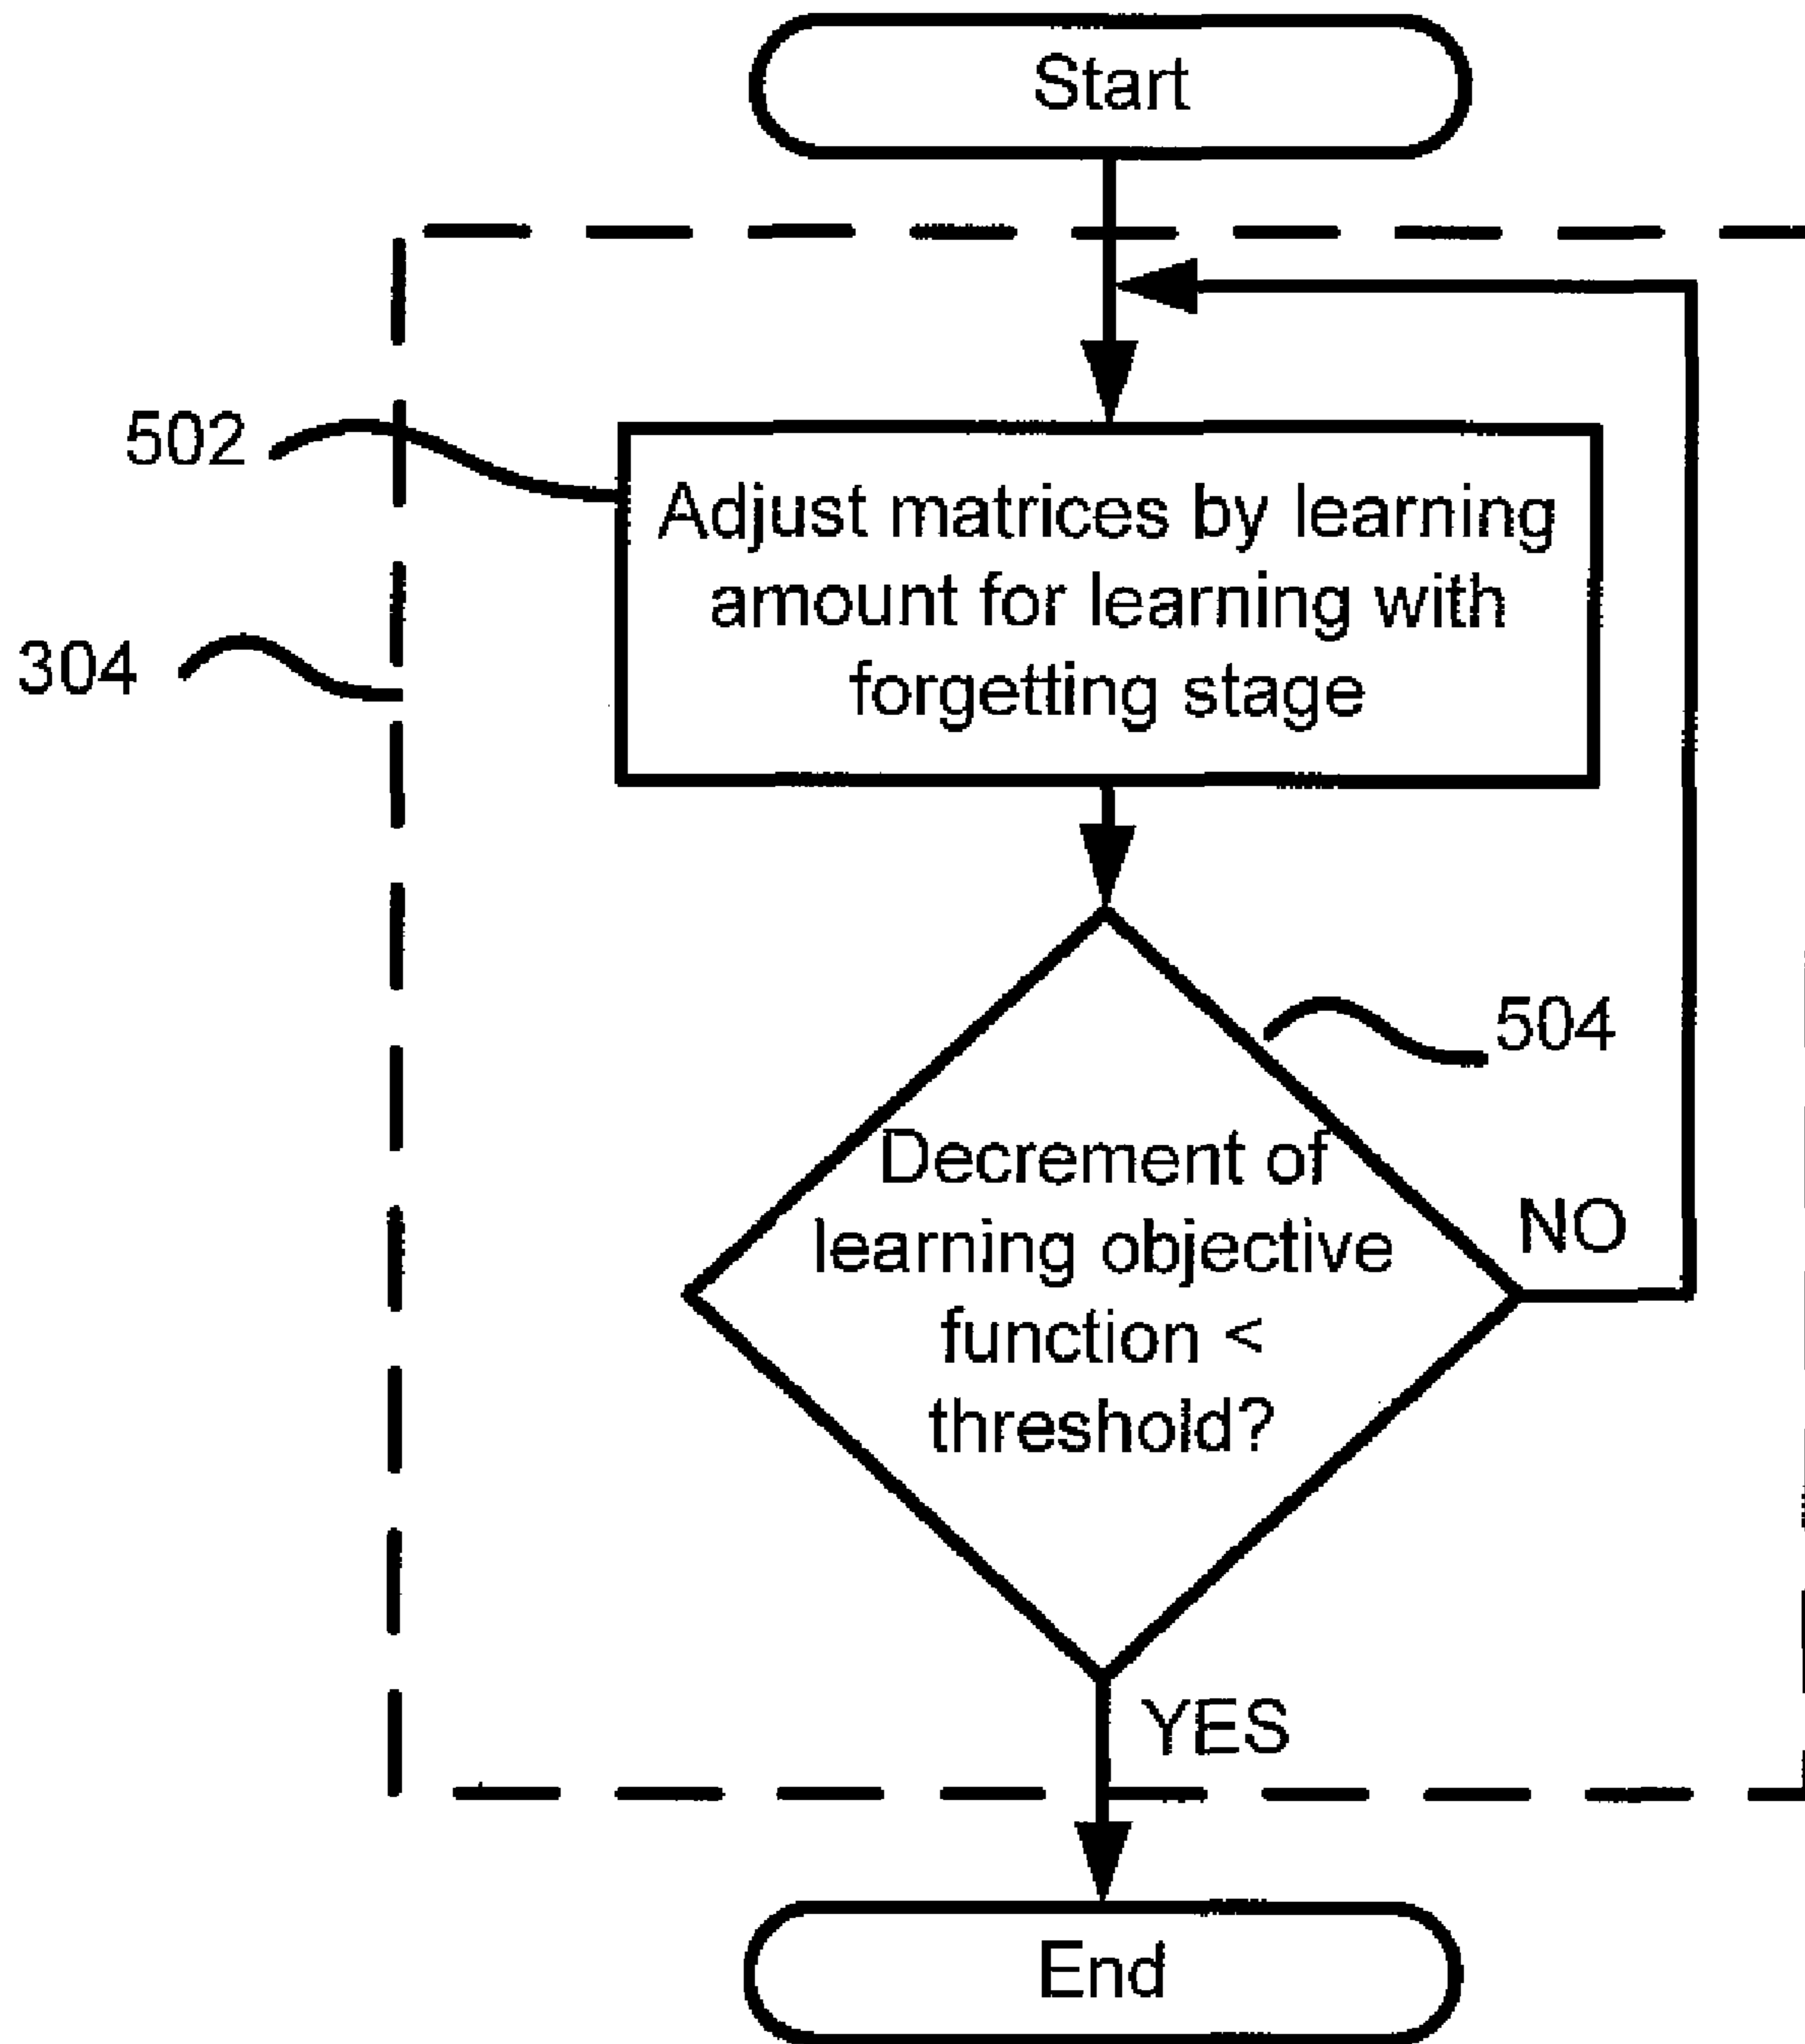 Start
502
Adjust matrices by learning
amount for learning with
forgetting stage
304
504
Decrement of
learning objective
function <
threshold?
NO
YES
End